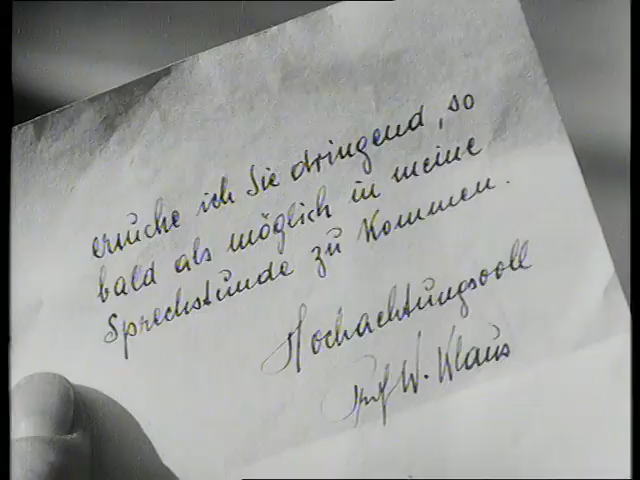 ersuche ich Sie dringend, so
bald als möglich in meine
Sprechstunde zu kommen.
Hochachtungsvoll
Prof W. Klaus